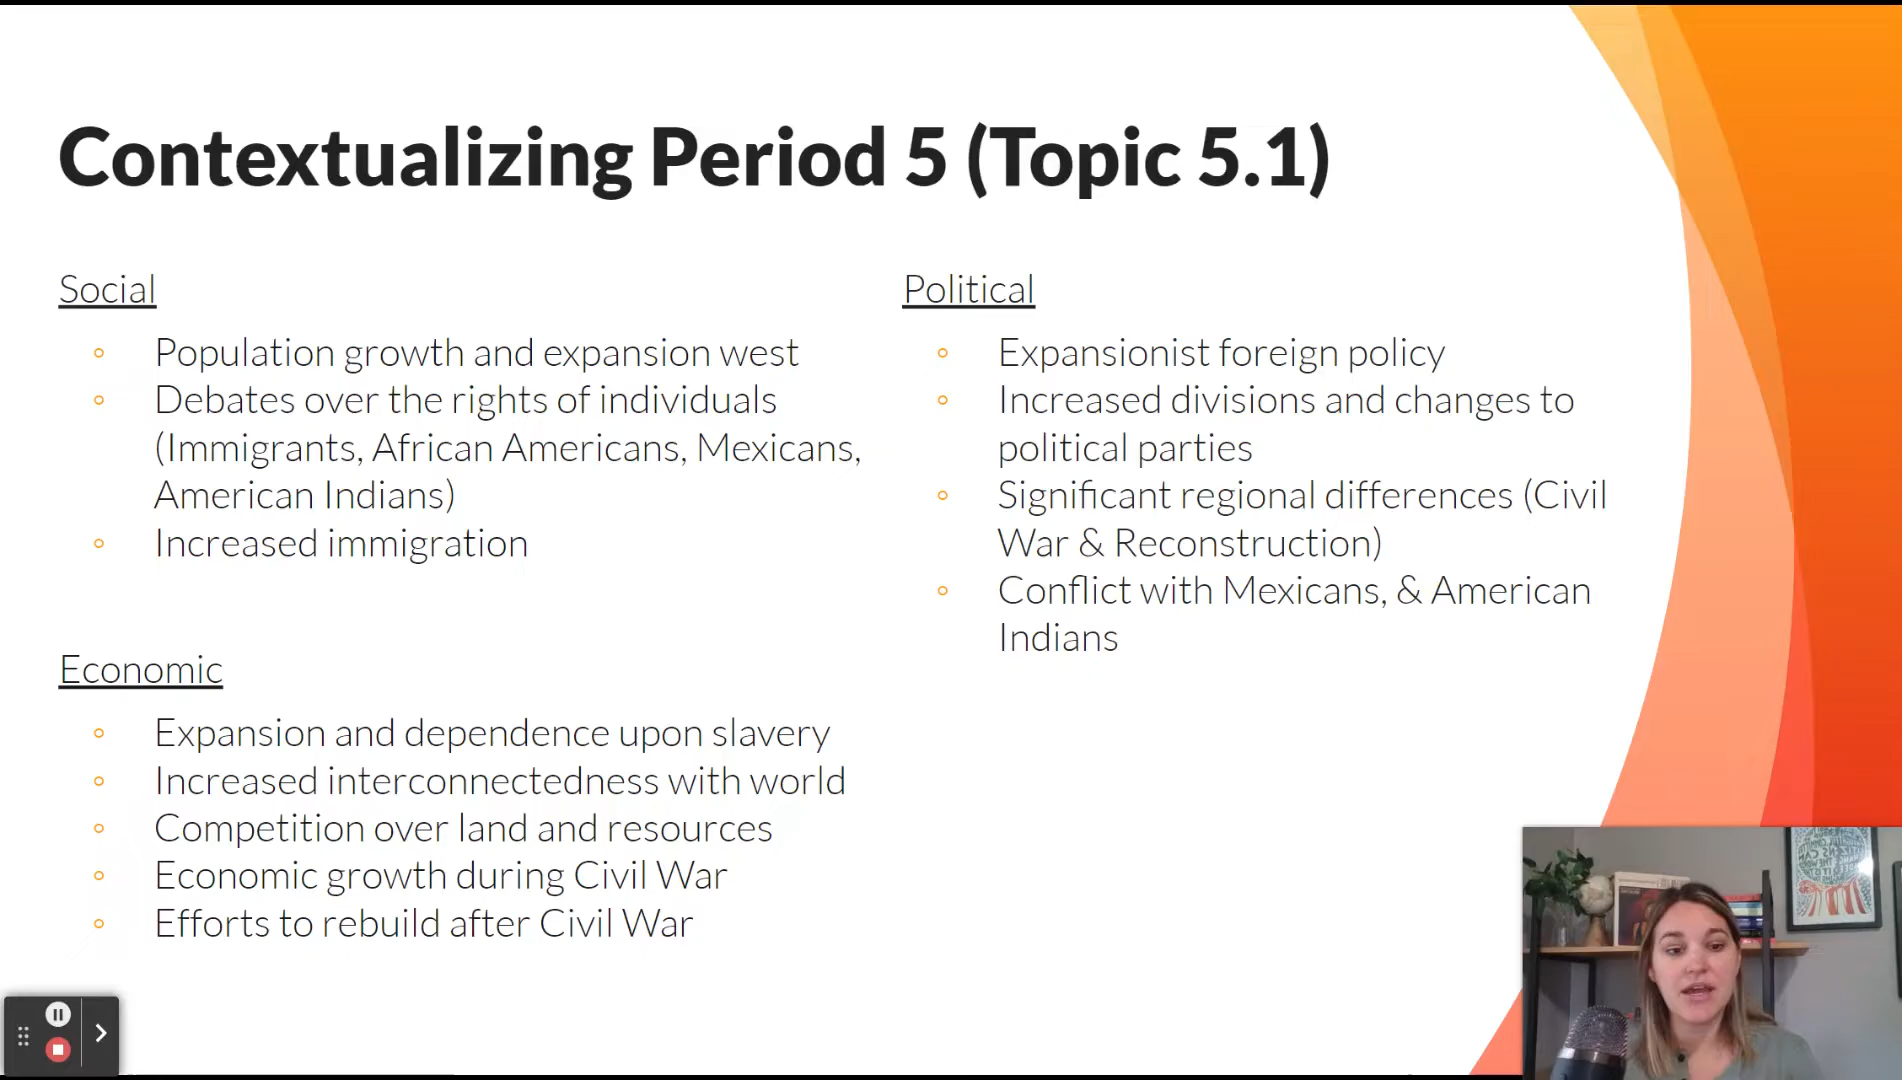 Contextualizing Period 5 (Topic 5.1)
Social
Population growth and expansion west
Debates over the rights of individuals
(Immigrants, African Americans, Mexicans,
American Indians)
Increased immigration
Economic
Expansion and dependence upon slavery
Increased interconnectedness with world
Competition over land and resources
Economic growth during Civil War
Efforts to rebuild after Civil War
Political
Expansionist foreign policy
Increased divisions and changes to
political parties
Significant regional differences (Civil
War & Reconstruction)
Conflict with Mexicans, & American
Indians